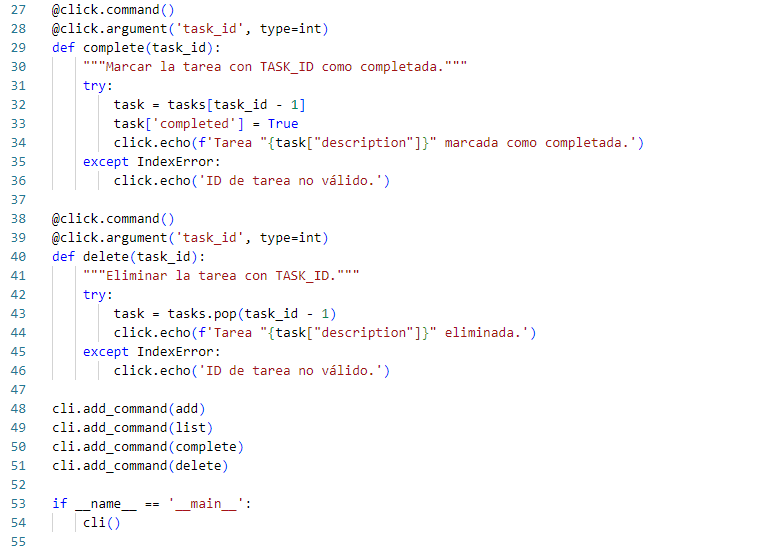 27 @click.command()
28 @click.argument('task_id', type=int)
29 def complete(task_id):
30     """Marcar la tarea con TASK_ID como completada."""
31     try:
32         task = tasks[task_id - 1]
33         task['completed'] = True
34         click.echo(f'Tarea "{task["description"]}" marcada como completada.')
35     except IndexError:
36         click.echo('ID de tarea no válido.')
37
38 @click.command()
39 @click.argument('task_id', type=int)
40 def delete(task_id):
41     """Eliminar la tarea con TASK_ID."""
42     try:
43         task = tasks.pop(task_id - 1)
44         click.echo(f'Tarea "{task["description"]}" eliminada.')
45     except IndexError:
46         click.echo('ID de tarea no válido.')
47
48 cli.add_command(add)
49 cli.add_command(list)
50 cli.add_command(complete)
51 cli.add_command(delete)
52
53 if __name__ == '__main__':
54     cli()
55